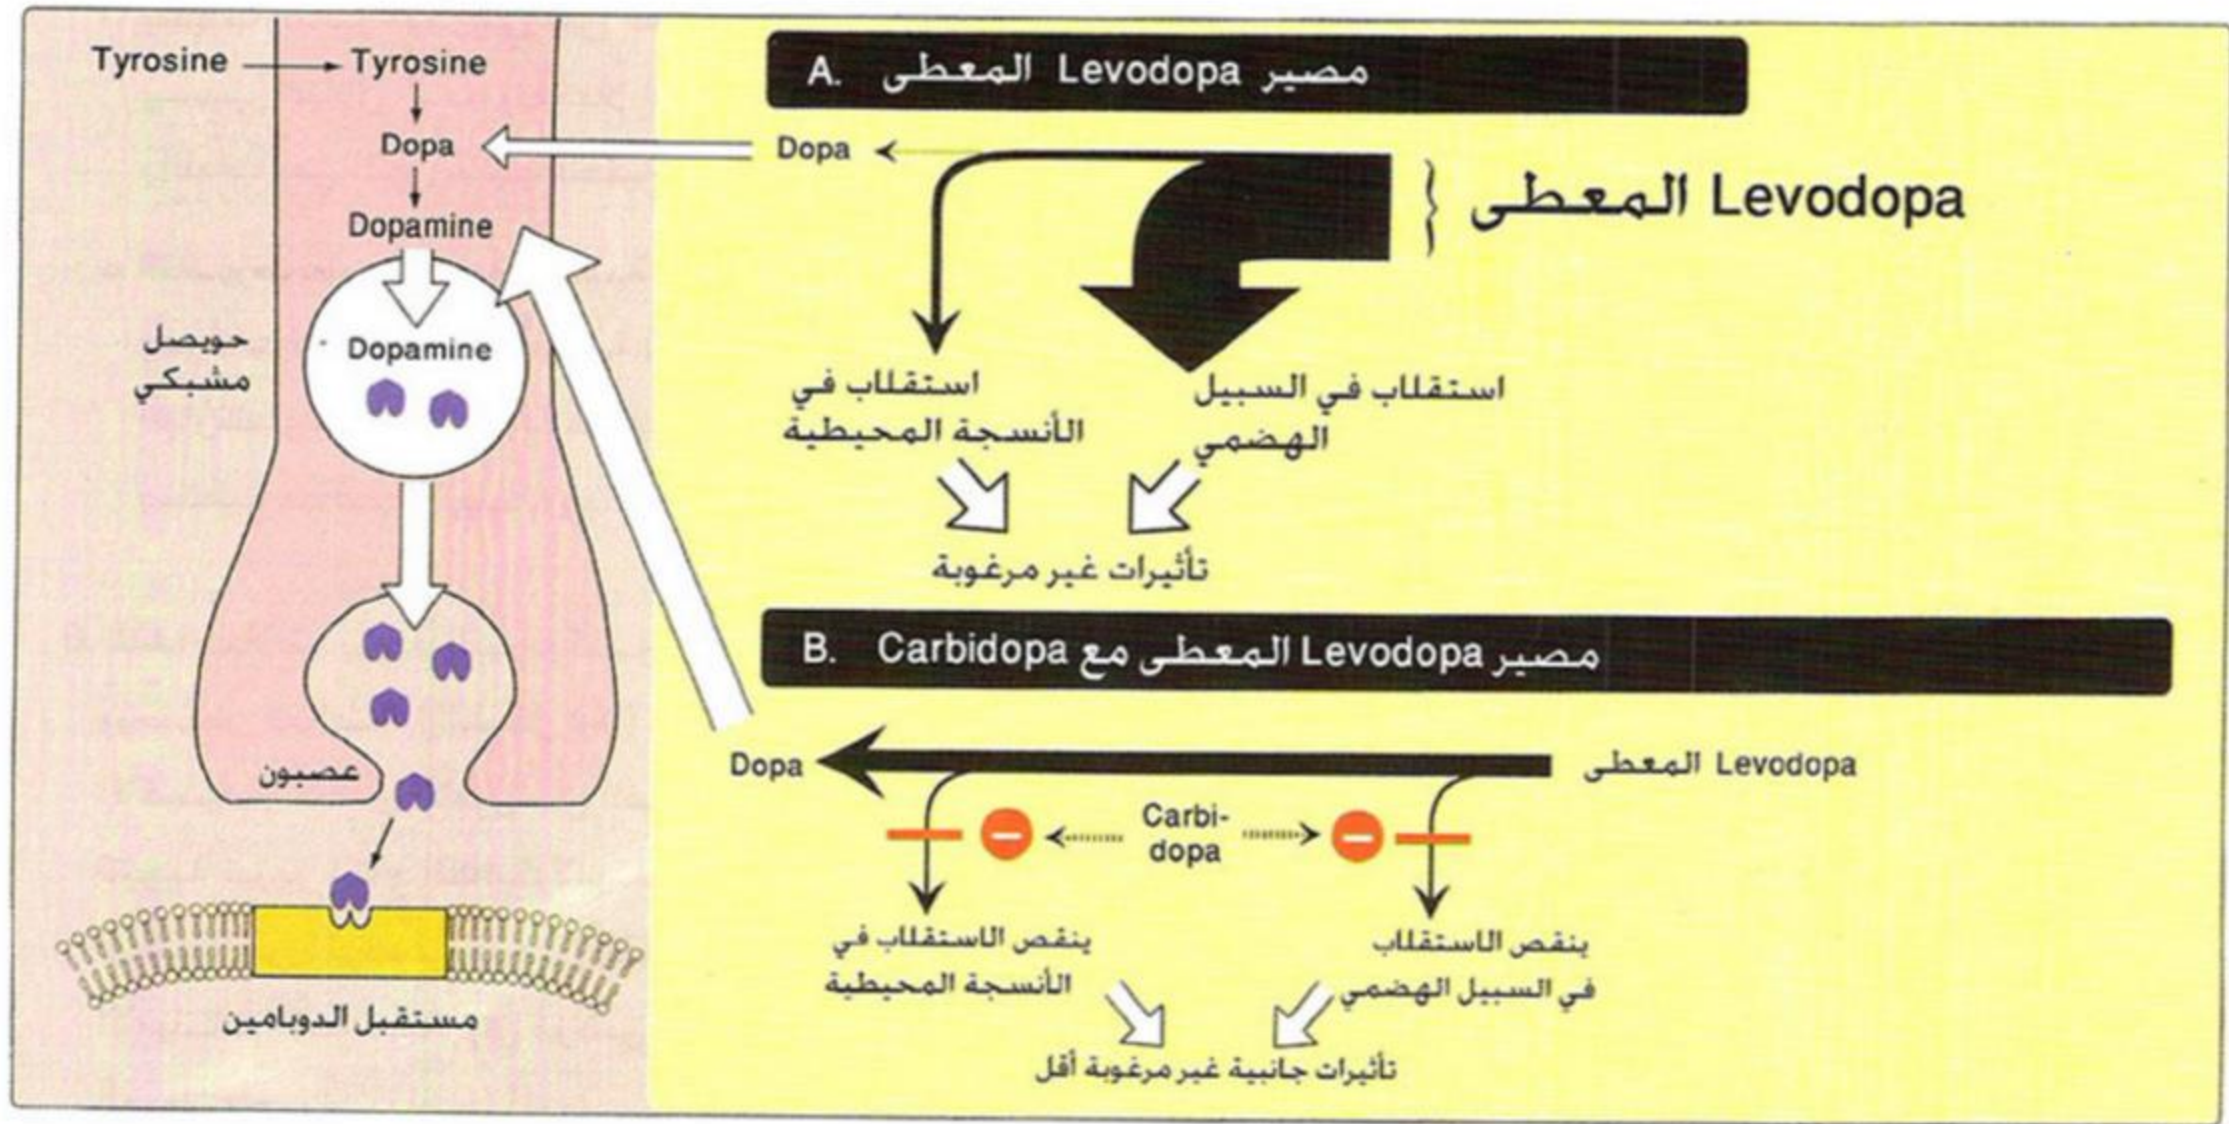 Tyrosine → Tyrosine
Dopa
Dopamine
Dopamine
حويصل
مشبكي
عصبون
مستقبل الدوبامين
A. مصير Levodopa المعطى
Dopa
Levodopa المعطى
استقلاب في السبيل
الهضمي
استقلاب في
الأنسجة المحيطية
تأثيرات غير مرغوبة
B. مصير Levodopa المعطى مع Carbidopa
Dopa
Levodopa المعطى
Carbi-
dopa
ينقص الاستقلاب
في السبيل الهضمي
ينقص الاستقلاب في
الأنسجة المحيطية
تأثيرات جانبية غير مرغوبة أقل